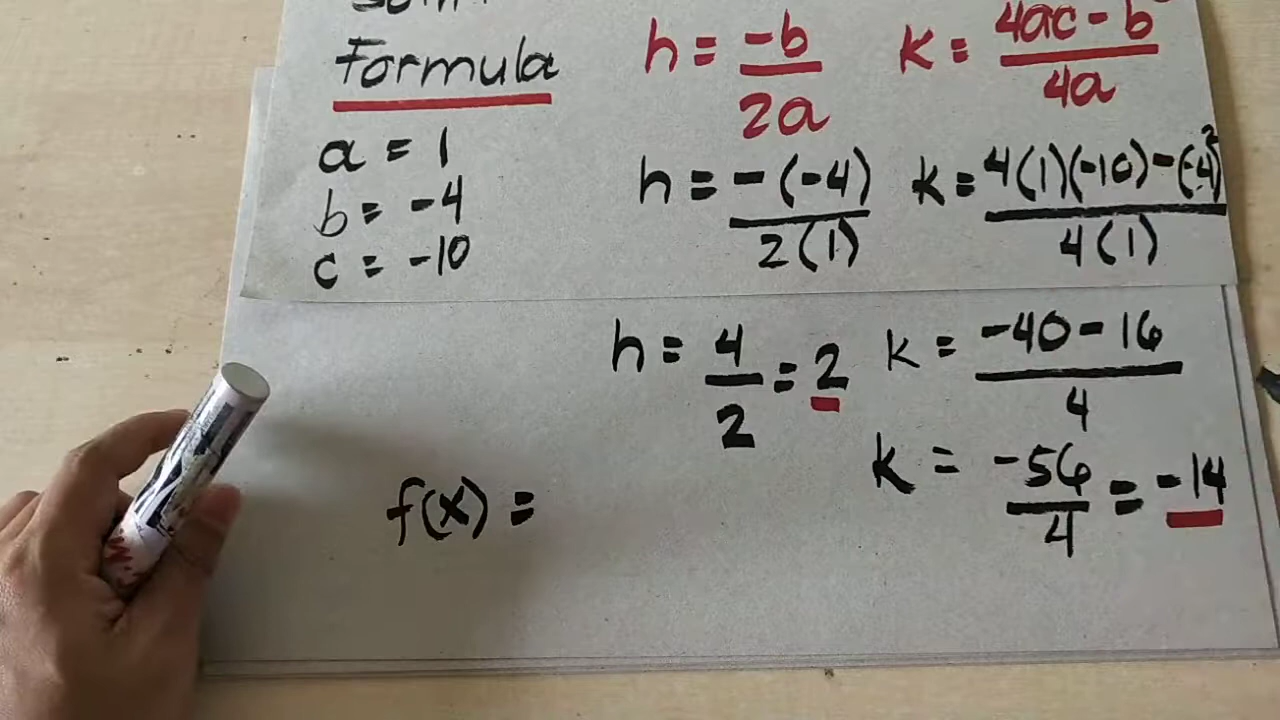 Formula
h = -b/2a
k = 4ac - b²/4a
a = 1
b = -4
c = -10
h = -(-4)/2(1)
k = 4(1)(-10) - (-4)²/4(1)
h = 4/2 = 2
k = -40 - 16/4
k = -56/4 = -14
f(x) =